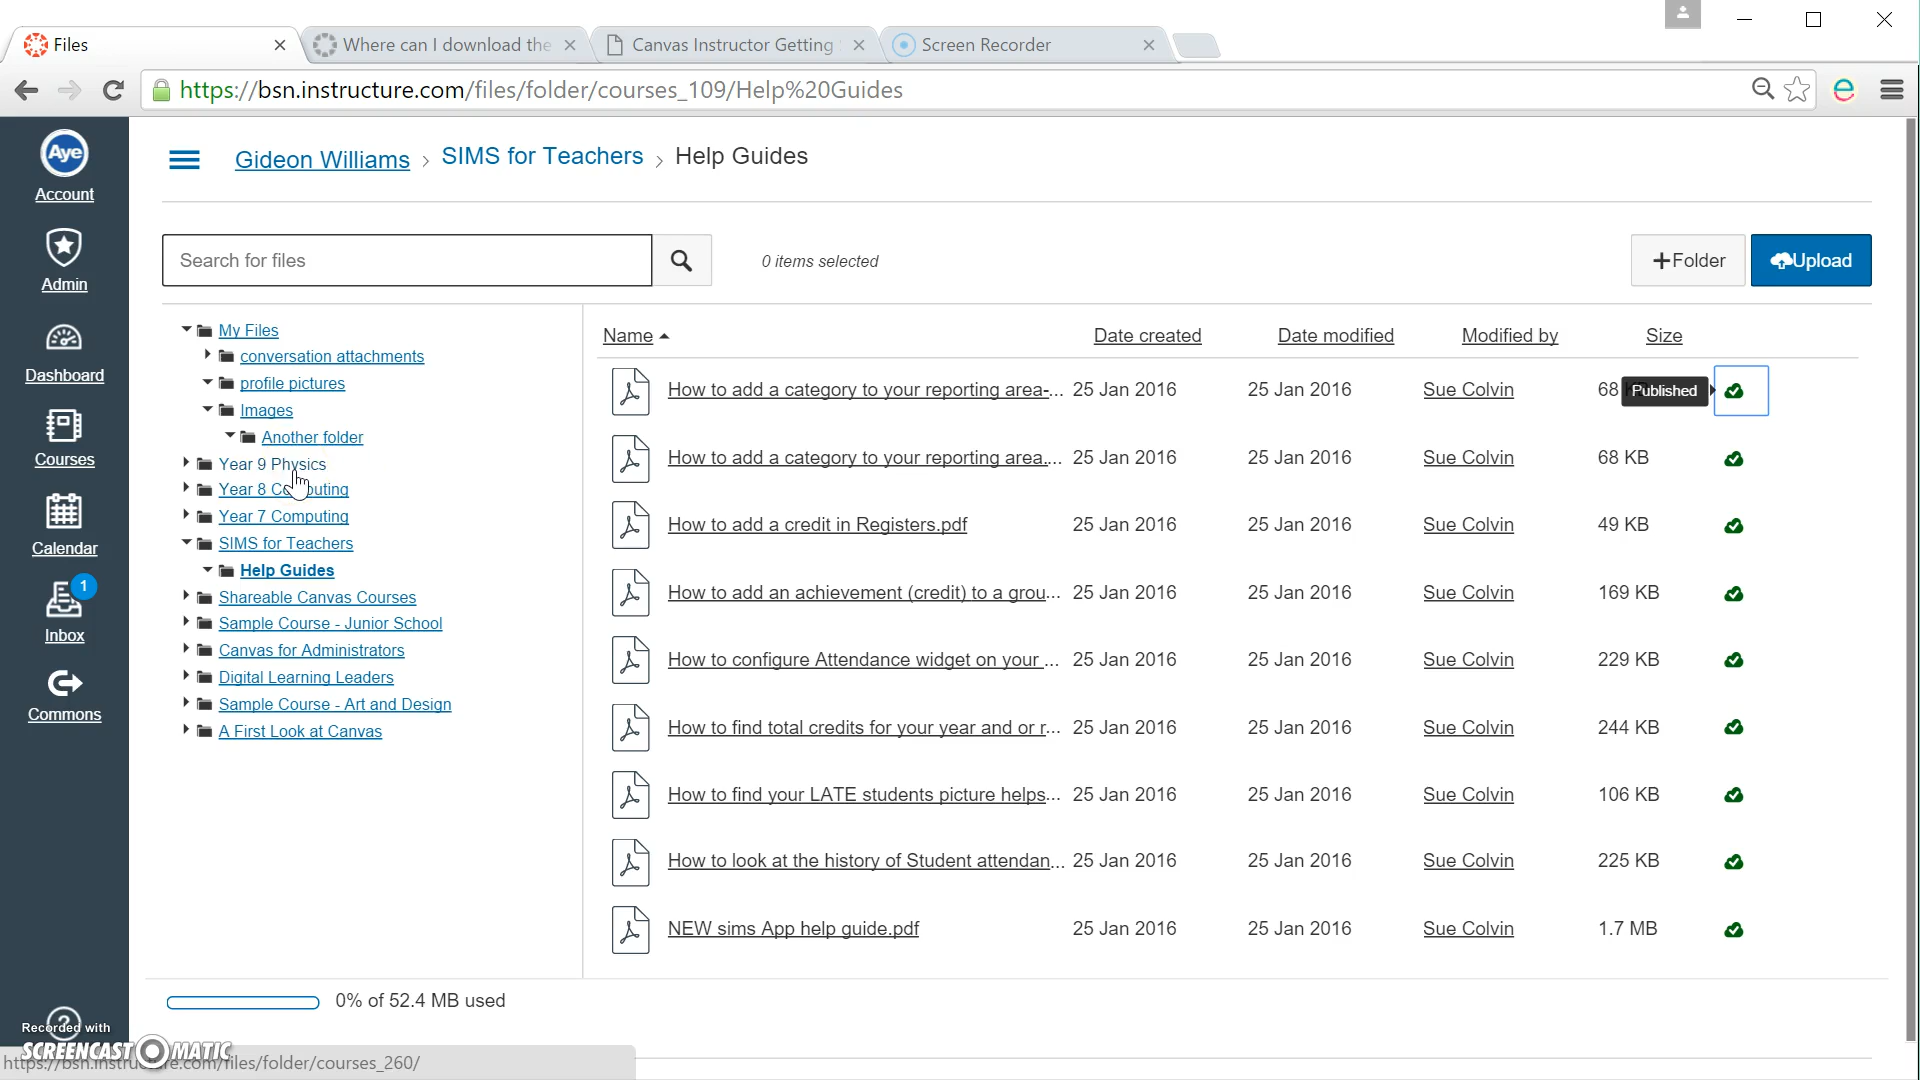 Files
Where can I download the
Canvas Instructor Getting
Screen Recorder
https://bsn.instructure.com/files/folder/courses_109/Help%20Guides
Aye
Account
Admin
Dashboard
Courses
Calendar
1
Inbox
Commons
Gideon Williams › SIMS for Teachers › Help Guides
Search for files
0 items selected
+Folder
Upload
My Files
conversation attachments
profile pictures
Images
Another folder
Year 9 Physics
Year 8 Computing
Year 7 Computing
SIMS for Teachers
Help Guides
Shareable Canvas Courses
Sample Course - Junior School
Canvas for Administrators
Digital Learning Leaders
Sample Course - Art and Design
A First Look at Canvas
Name Date created Date modified Modified by Size
How to add a category to your reporting area-... 25 Jan 2016 25 Jan 2016 Sue Colvin 68 KB Published
How to add a category to your reporting area.... 25 Jan 2016 25 Jan 2016 Sue Colvin 68 KB
How to add a credit in Registers.pdf 25 Jan 2016 25 Jan 2016 Sue Colvin 49 KB
How to add an achievement (credit) to a grou... 25 Jan 2016 25 Jan 2016 Sue Colvin 169 KB
How to configure Attendance widget on your ... 25 Jan 2016 25 Jan 2016 Sue Colvin 229 KB
How to find total credits for your year and or r... 25 Jan 2016 25 Jan 2016 Sue Colvin 244 KB
How to find your LATE students picture helps... 25 Jan 2016 25 Jan 2016 Sue Colvin 106 KB
How to look at the history of Student attendan... 25 Jan 2016 25 Jan 2016 Sue Colvin 225 KB
NEW sims App help guide.pdf 25 Jan 2016 25 Jan 2016 Sue Colvin 1.7 MB
0% of 52.4 MB used
Recorded with
SCREENCAST-O-MATIC
https://bsn.instructure.com/files/folder/courses_260/